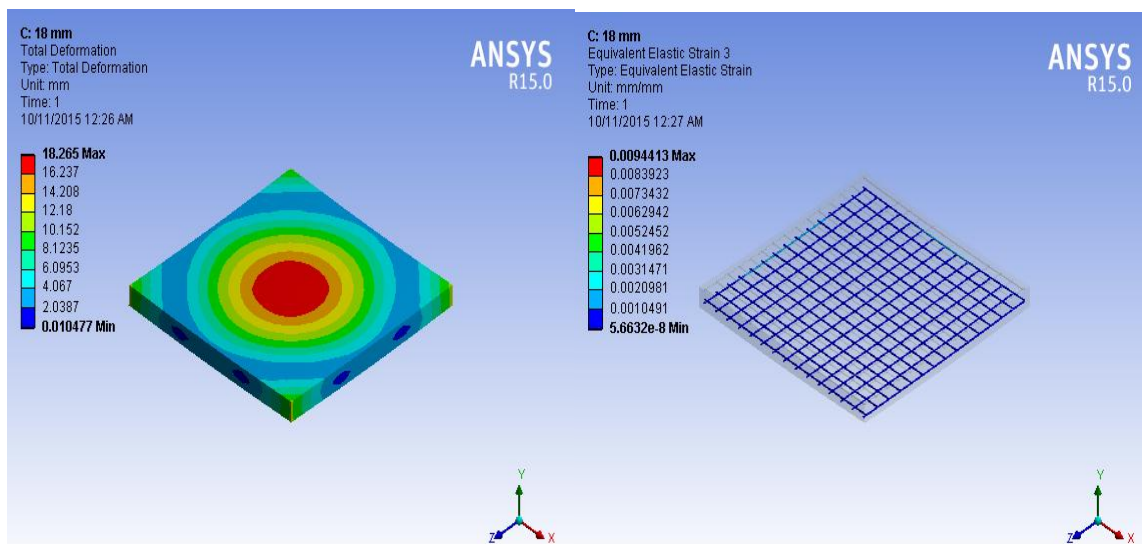 C: 18 mm
Total Deformation
Type: Total Deformation
Unit: mm
Time: 1
10/11/2015 12:26 AM
ANSYS
R15.0
18.265 Max
16.237
14.208
12.18
10.152
8.1235
6.0953
4.067
2.0387
0.010477 Min
Y
Z
X
C: 18 mm
Equivalent Elastic Strain 3
Type: Equivalent Elastic Strain
Unit: mm/mm
Time: 1
10/11/2015 12:27 AM
ANSYS
R15.0
0.0094413 Max
0.0083923
0.0073432
0.0062942
0.0052452
0.0041962
0.0031471
0.0020981
0.0010491
5.6632e-8 Min
Y
Z
X